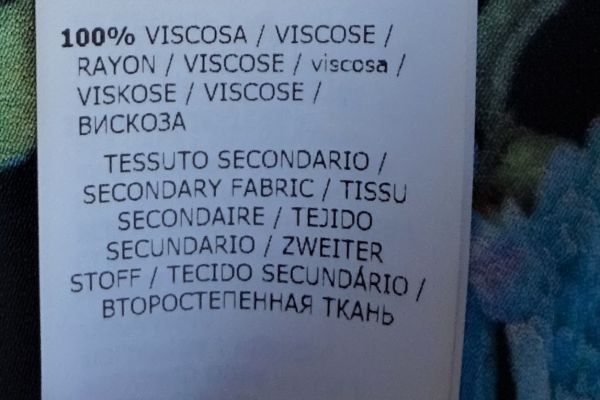 100% VISCOSA / VISCOSE /
RAYON / VISCOSE / viscosa /
VISKOSE / VISCOSE /
ВИСКОЗА
TESSUTO SECONDARIO /
SECONDARY FABRIC / TISSU
SECONDAIRE / TEJIDO
SECUNDARIO / ZWEITER
STOFF / TECIDO SECUNDÁRIO /
ВТОРОСТЕПЕННАЯ ТКАНЬ